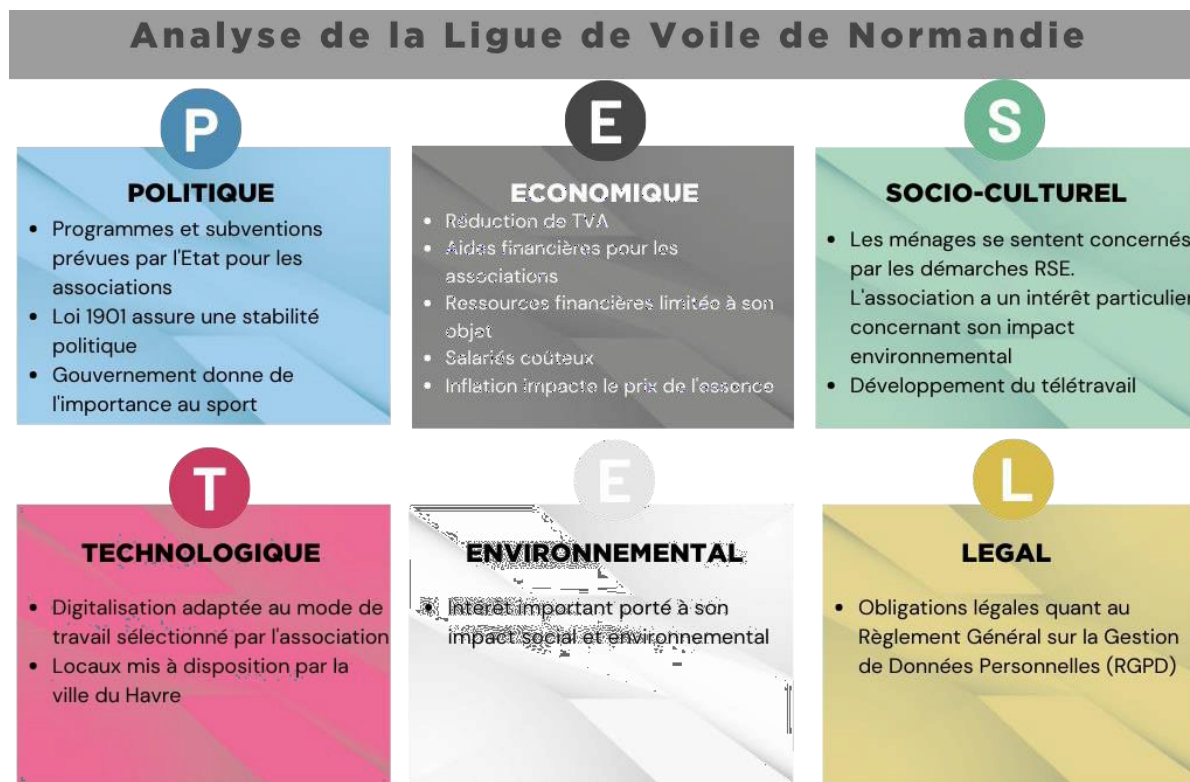 Analyse de la Ligue de Voile de Normandie
P
POLITIQUE
• Programmes et subventions
prévues par l'Etat pour les
associations
• Loi 1901 assure une stabilité
politique
• Gouvernement donne de
l'importance au sport
E
ECONOMIQUE
• Réduction de TVA
• Aides financières pour les
associations
• Ressources financières limitée à son
objet
• Salariés coûteux
• Inflation impacte le prix de l'essence
S
SOCIO-CULTUREL
• Les ménages se sentent concernés
par les démarches RSE.
L'association a un intérêt particulier
concernant son impact
environnemental
• Développement du télétravail
T
TECHNOLOGIQUE
• Digitalisation adaptée au mode de
travail sélectionné par l'association
• Locaux mis à disposition par la
ville du Havre
E
ENVIRONNEMENTAL
• Intérêt important porté à son
impact social et environnemental
L
LEGAL
• Obligations légales quant au
Règlement Général sur la Gestion
de Données Personnelles (RGPD)